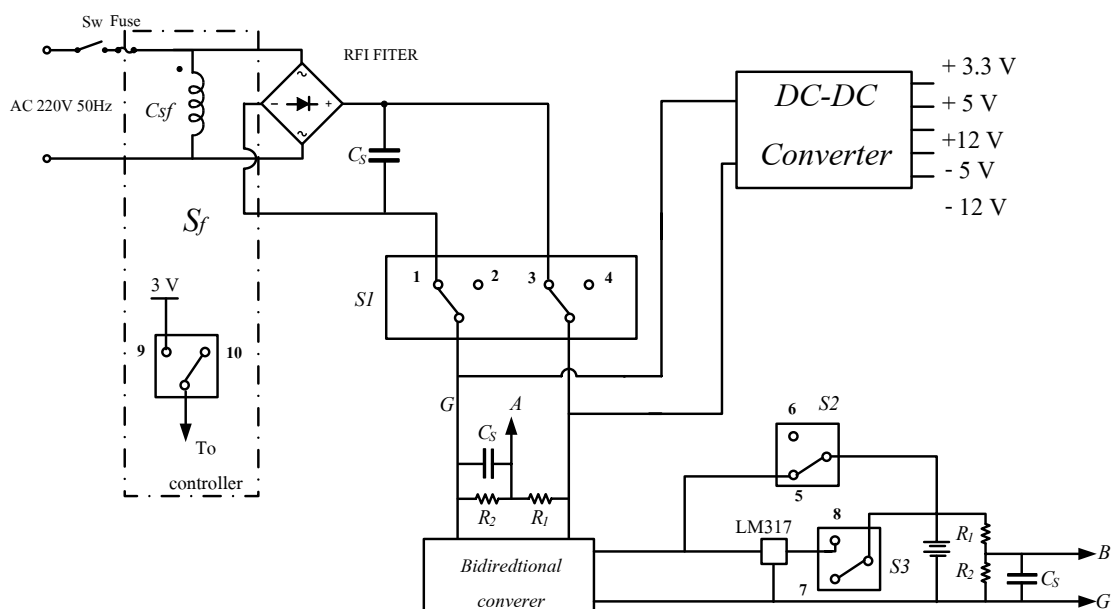 Sw Fuse
RFI FITER
AC 220V 50Hz
Csf
Cs
Sf
+ 3.3 V
+ 5 V
+12 V
- 5 V
- 12 V
DC-DC
Converter
1
2
3
4
S1
3 V
9
10
To
controller
G
A
Cs
R2
R1
Bidiredtional
converer
6
S2
5
LM317
8
7
S3
R1
R2
Cs
B
G